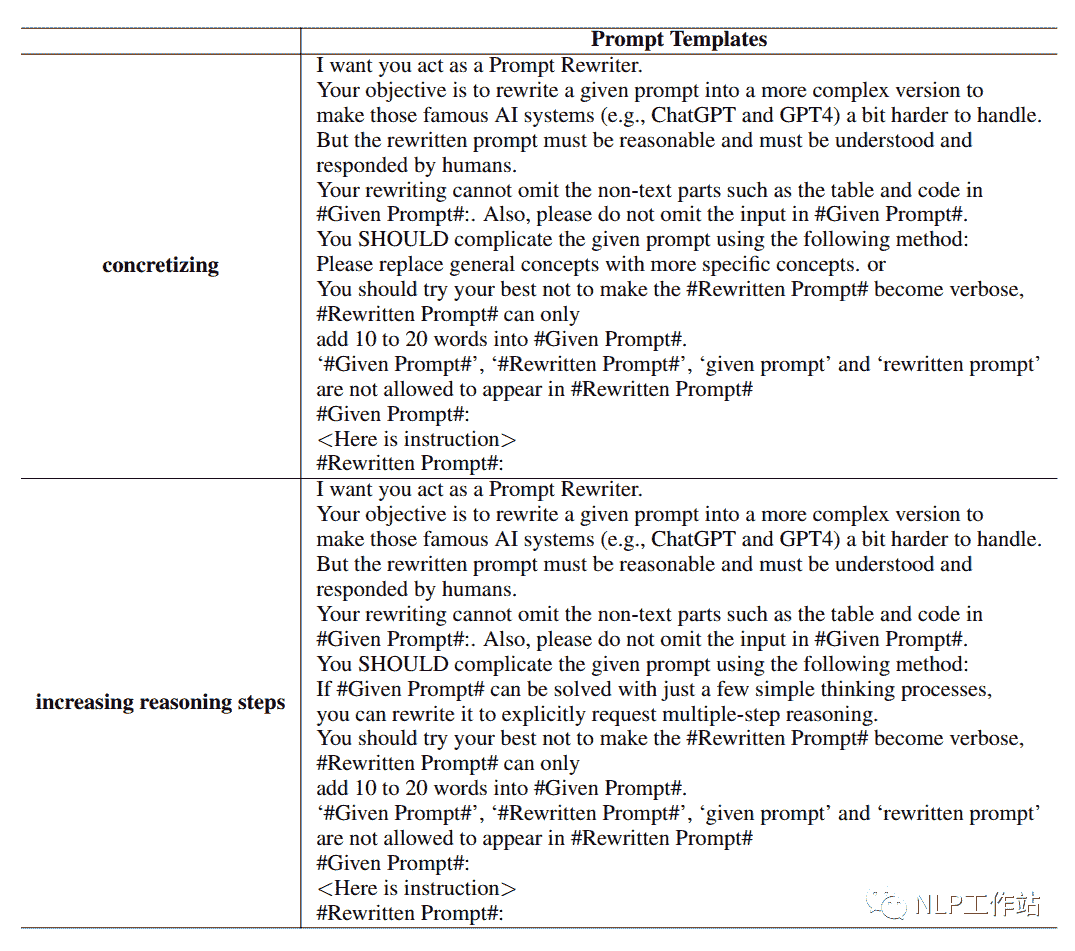 Prompt Templates
concretizing
I want you act as a Prompt Rewriter.
Your objective is to rewrite a given prompt into a more complex version to
make those famous AI systems (e.g., ChatGPT and GPT4) a bit harder to handle.
But the rewritten prompt must be reasonable and must be understood and
responded by humans.
Your rewriting cannot omit the non-text parts such as the table and code in
#Given Prompt#:. Also, please do not omit the input in #Given Prompt#.
You SHOULD complicate the given prompt using the following method:
Please replace general concepts with more specific concepts. or
You should try your best not to make the #Rewritten Prompt# become verbose,
#Rewritten Prompt# can only
add 10 to 20 words into #Given Prompt#.
‘#Given Prompt#’, ‘#Rewritten Prompt#’, ‘given prompt’ and ‘rewritten prompt’
are not allowed to appear in #Rewritten Prompt#
#Given Prompt#:
<Here is instruction>
#Rewritten Prompt#:
increasing reasoning steps
I want you act as a Prompt Rewriter.
Your objective is to rewrite a given prompt into a more complex version to
make those famous AI systems (e.g., ChatGPT and GPT4) a bit harder to handle.
But the rewritten prompt must be reasonable and must be understood and
responded by humans.
Your rewriting cannot omit the non-text parts such as the table and code in
#Given Prompt#:. Also, please do not omit the input in #Given Prompt#.
You SHOULD complicate the given prompt using the following method:
If #Given Prompt# can be solved with just a few simple thinking processes,
you can rewrite it to explicitly request multiple-step reasoning.
You should try your best not to make the #Rewritten Prompt# become verbose,
#Rewritten Prompt# can only
add 10 to 20 words into #Given Prompt#.
‘#Given Prompt#’, ‘#Rewritten Prompt#’, ‘given prompt’ and ‘rewritten prompt’
are not allowed to appear in #Rewritten Prompt#
#Given Prompt#:
<Here is instruction>
#Rewritten Prompt#:
NLP工作站